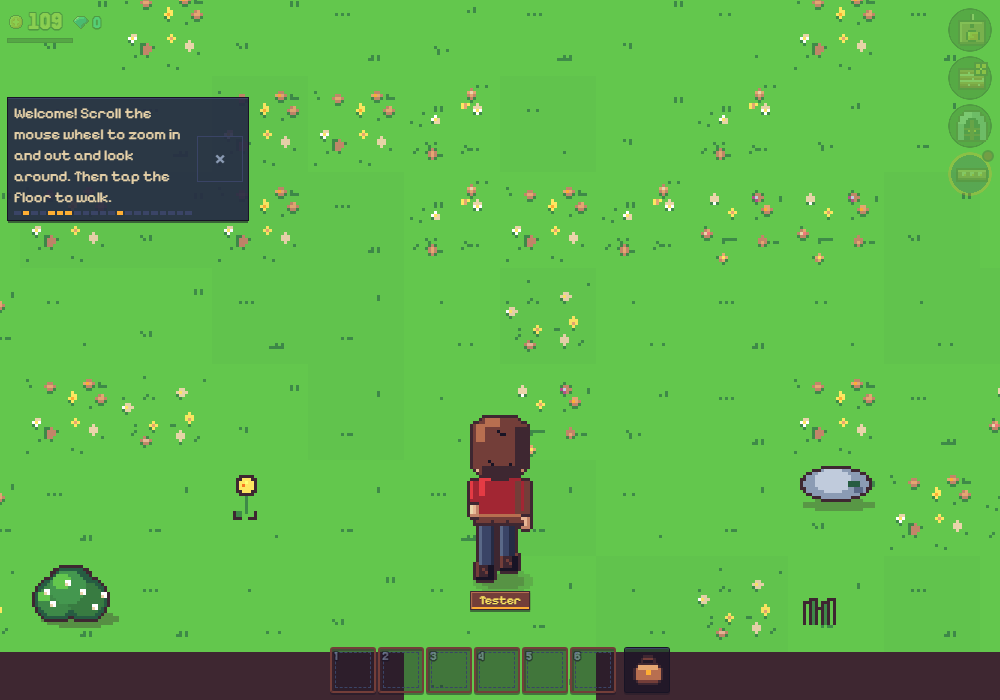 109
0
Welcome! Scroll the
mouse wheel to zoom in
and out and look
around. Then tap the
floor to walk.
×
Tester
1 2 3 4 5 6